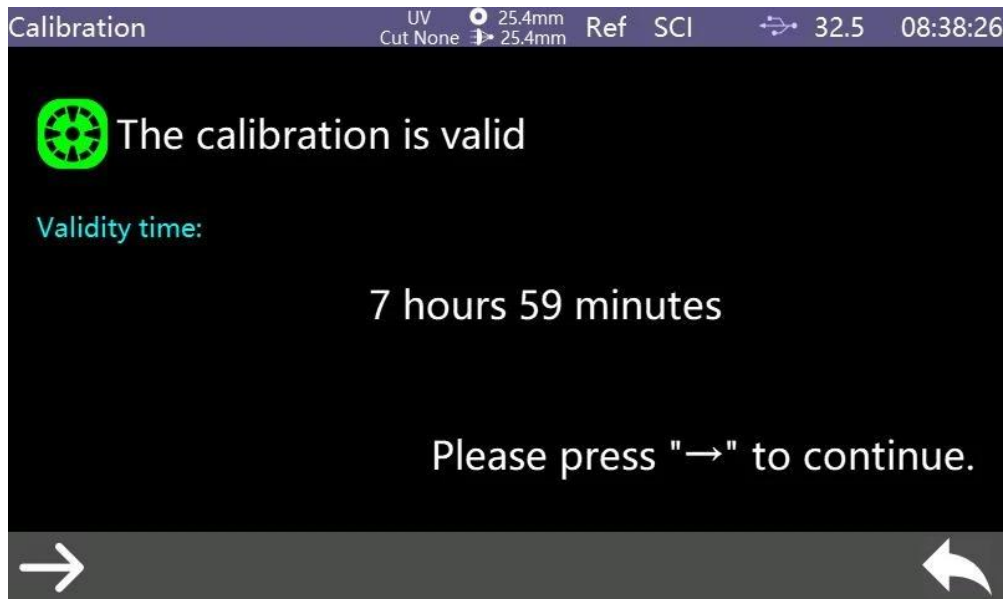 Calibration
UV
Cut None
25.4mm
25.4mm
Ref SCI 32.5 08:38:26
The calibration is valid
Validity time:
7 hours 59 minutes
Please press "→" to continue.